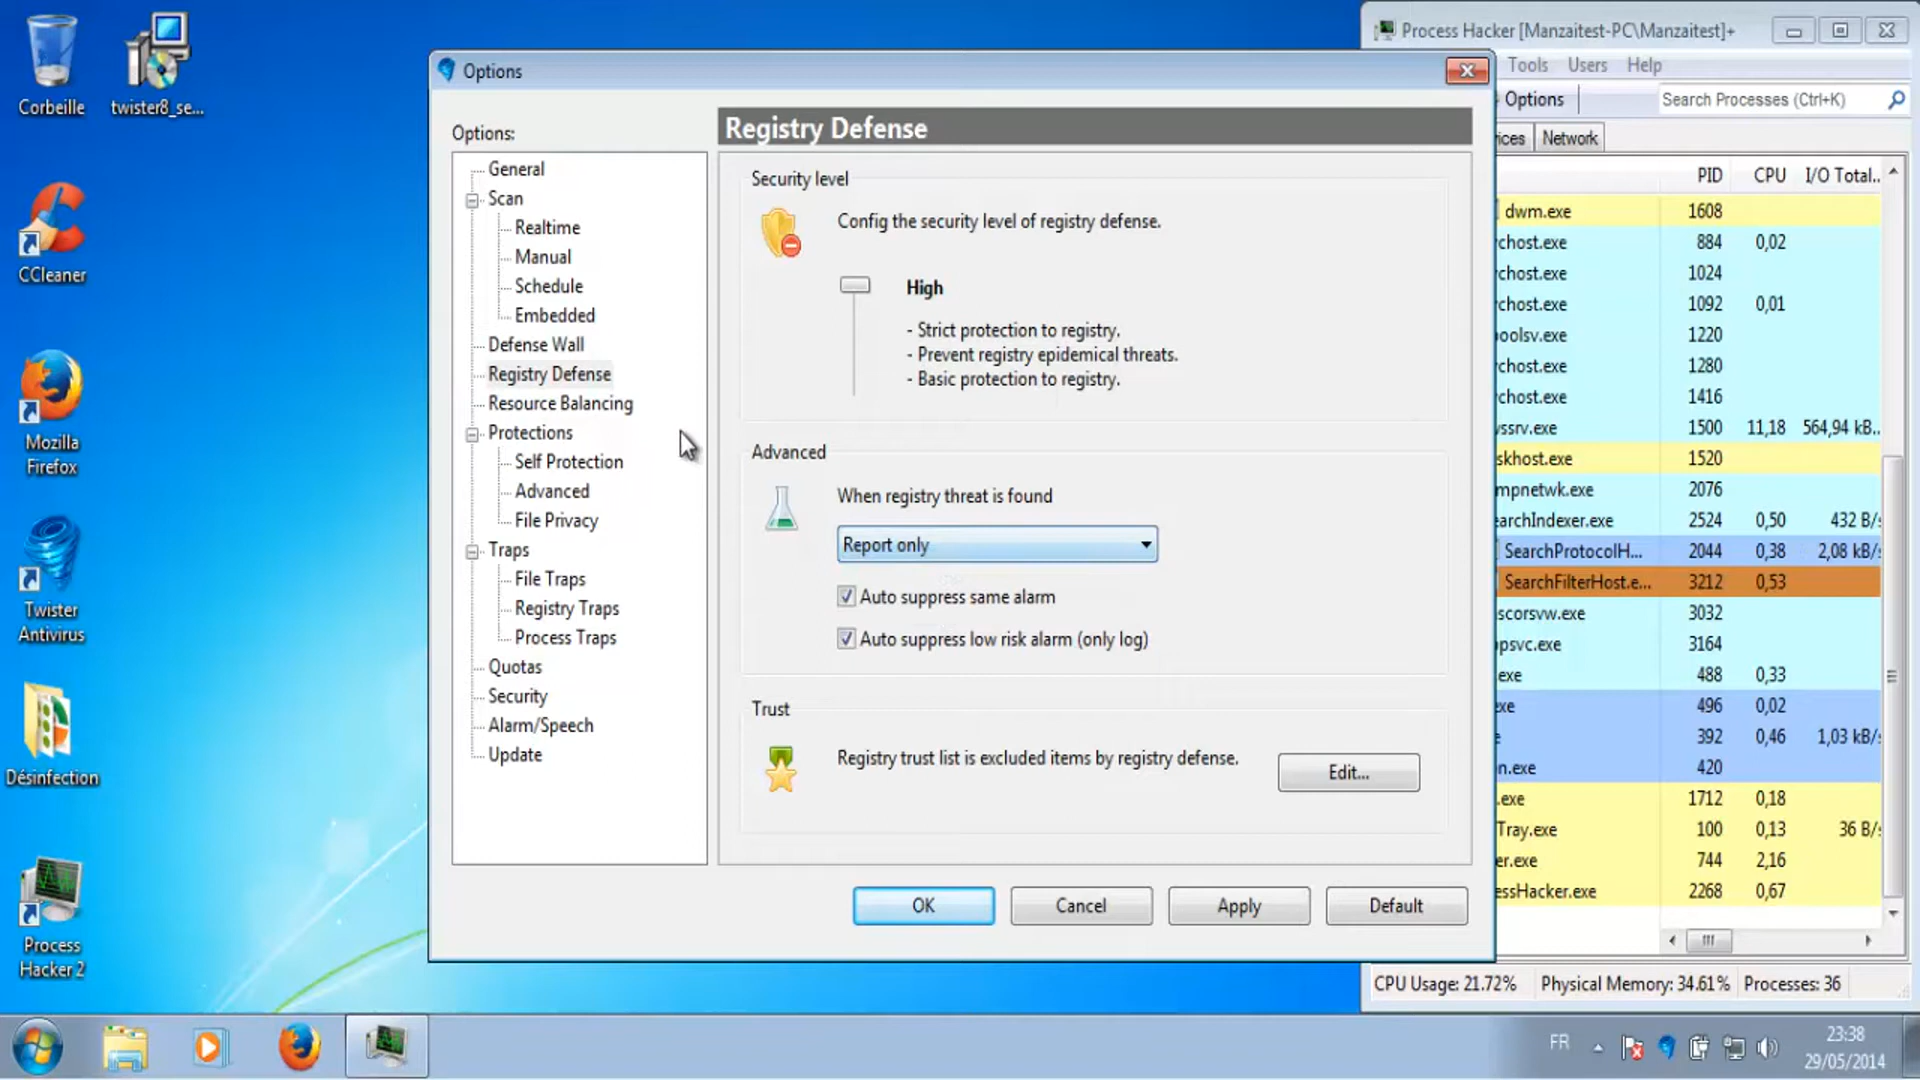 Corbeille
twister8_se...
CCleaner
Mozilla
Firefox
Twister
Antivirus
Désinfection
Process
Hacker 2
Options
Options:
General
Scan
Realtime
Manual
Schedule
Embedded
Defense Wall
Registry Defense
Resource Balancing
Protections
Self Protection
Advanced
File Privacy
Traps
File Traps
Registry Traps
Process Traps
Quotas
Security
Alarm/Speech
Update
Registry Defense
Security level
Config the security level of registry defense.
High
- Strict protection to registry.
- Prevent registry epidemical threats.
- Basic protection to registry.
Advanced
When registry threat is found
Report only
Auto suppress same alarm
Auto suppress low risk alarm (only log)
Trust
Registry trust list is excluded items by registry defense.
Edit...
OK
Cancel
Apply
Default
Process Hacker [Manzaitest-PC\Manzaitest]+
Tools Users Help
Options
Search Processes (Ctrl+K)
ices Network
PID CPU I/O Total...
dwm.exe 1608
chost.exe 884 0,02
chost.exe 1024
chost.exe 1092 0,01
oolsv.exe 1220
chost.exe 1280
chost.exe 1416
ssrv.exe 1500 11,18 564,94 kB...
skhost.exe 1520
mpnetwk.exe 2076
earchIndexer.exe 2524 0,50 432 B/
SearchProtocolH... 2044 0,38 2,08 kB/
SearchFilterHost.e... 3212 0,53
scorsvw.exe 3032
psvc.exe 3164
exe 488 0,33
xe 496 0,02
e 392 0,46 1,03 kB/
n.exe 420
.exe 1712 0,18
Tray.exe 100 0,13 36 B/
er.exe 744 2,16
essHacker.exe 2268 0,67
CPU Usage: 21.72% Physical Memory: 34.61% Processes: 36
FR
23:38
29/05/2014